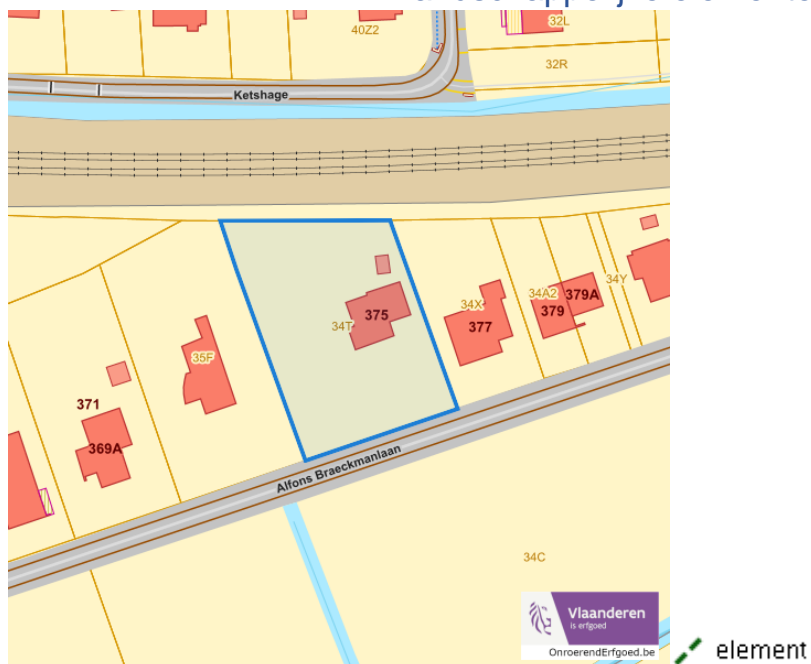 40Z2
32L
32R
Ketshage
34T
375
34X
377
34A2
379A
379
34Y
35F
371
369A
Alfons Braeckmanlaan
34C
Vlaanderen
is erfgoed
OnroerendErfgoed.be
element